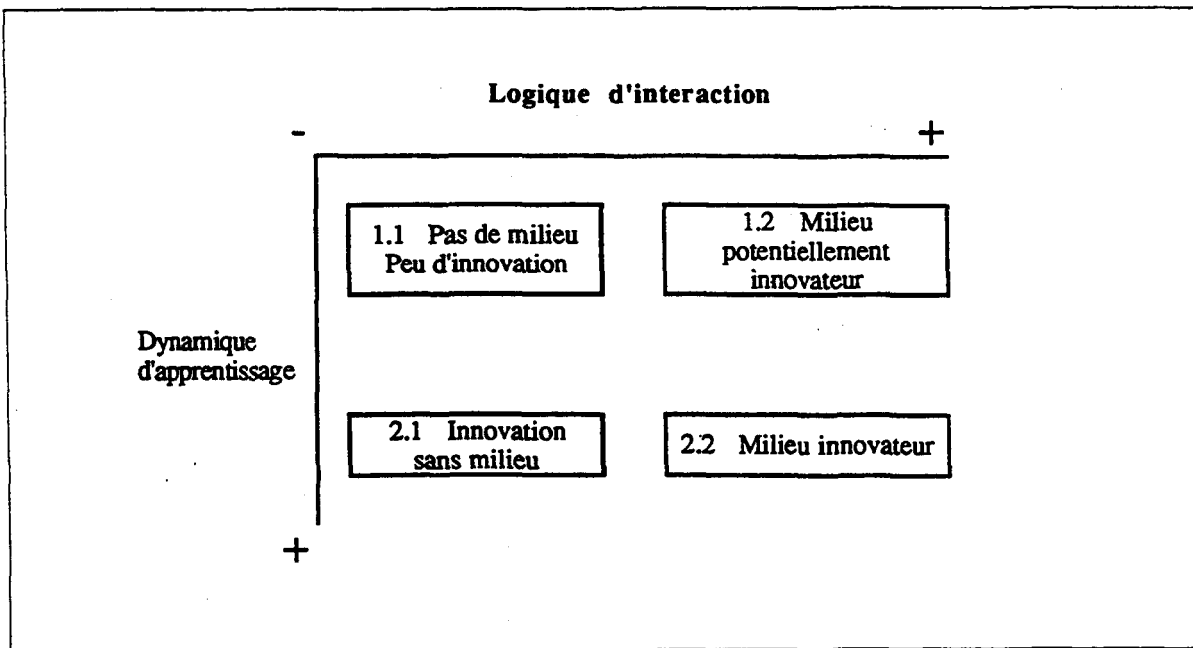 Logique d'interaction
- +
1.1 Pas de milieu
Peu d'innovation
1.2 Milieu
potentiellement
innovateur
Dynamique
d'apprentissage
2.1 Innovation
sans milieu
2.2 Milieu innovateur
+